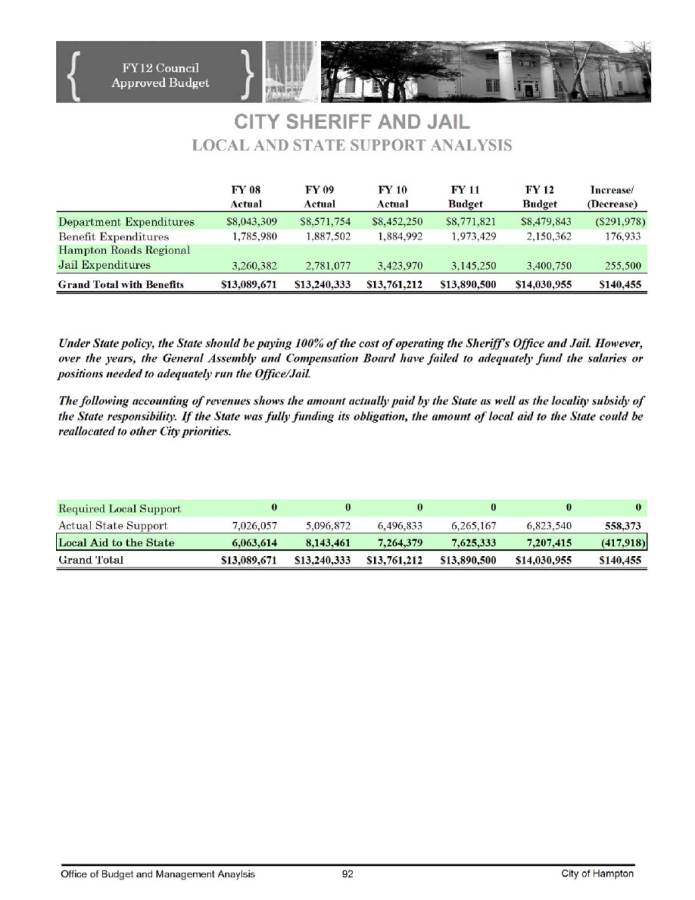 FY12 Council
Approved Budget
CITY SHERIFF AND JAIL
LOCAL AND STATE SUPPORT ANALYSIS
FY 08 FY 09 FY 10 FY 11 FY 12 Increase/
Actual Actual Actual Budget Budget (Decrease)
Department Expenditures $8,043,309 $8,571,754 $8,452,250 $8,771,821 $8,479,843 ($291,978)
Benefit Expenditures 1,785,980 1,887,502 1,884,992 1,973,429 2,150,362 176,933
Hampton Roads Regional
Jail Expenditures 3,260,382 2,781,077 3,423,970 3,145,250 3,400,750 255,500
Grand Total with Benefits $13,089,671 $13,240,333 $13,761,212 $13,890,500 $14,030,955 $140,455
Under State policy, the State should be paying 100% of the cost of operating the Sheriff's Office and Jail. However,
over the years, the General Assembly and Compensation Board have failed to adequately fund the salaries or
positions needed to adequately run the Office/Jail.
The following accounting of revenues shows the amount actually paid by the State as well as the locality subsidy of
the State responsibility. If the State was fully funding its obligation, the amount of local aid to the State could be
reallocated to other City priorities.
Required Local Support 0 0 0 0 0 0
Actual State Support 7,026,057 5,096,872 6,496,833 6,265,167 6,823,540 558,373
Local Aid to the State 6,063,614 8,143,461 7,264,379 7,625,333 7,207,415 (417,918)
Grand Total $13,089,671 $13,240,333 $13,761,212 $13,890,500 $14,030,955 $140,455
Office of Budget and Management Anaylsis 92 City of Hampton